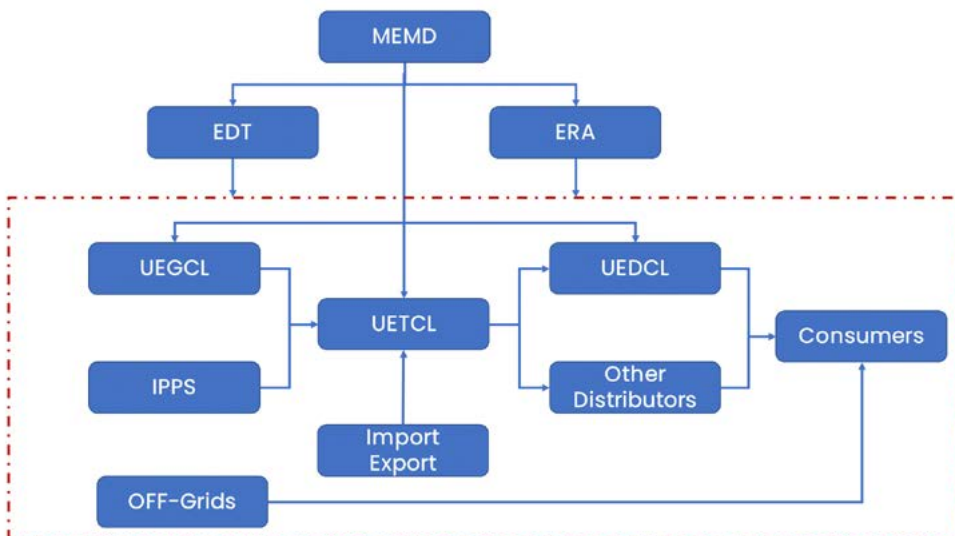 MEMD
EDT
ERA
UEGCL
UEDCL
UETCL
Consumers
IPPS
Other
Distributors
Import
Export
OFF-Grids